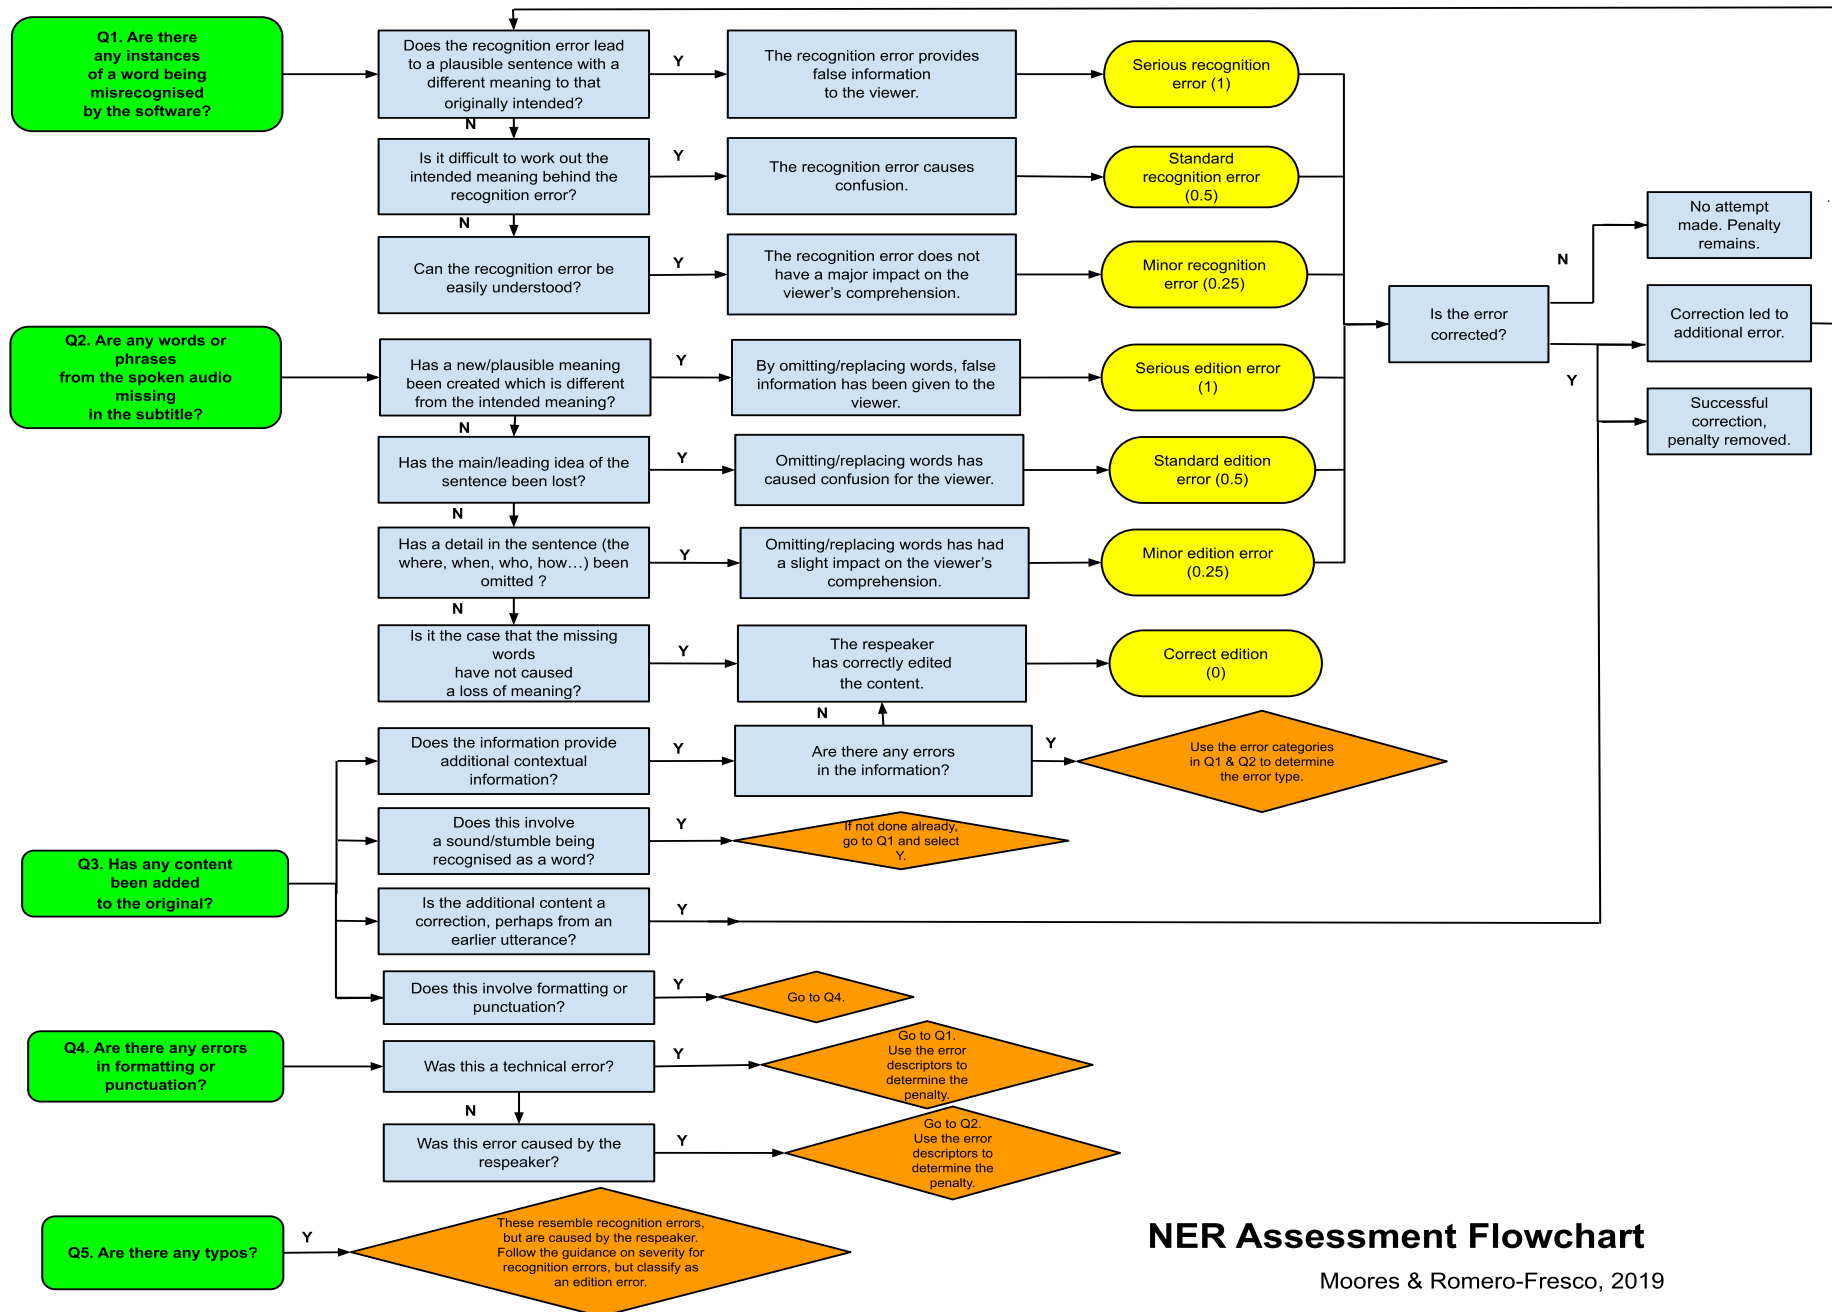 Q1. Are there
any instances
of a word being
misrecognised
by the software?
Does the recognition error lead
to a plausible sentence with a
different meaning to that
originally intended?
Y
The recognition error provides
false information
to the viewer.
Serious recognition
error (1)
N
Is it difficult to work out the
intended meaning behind the
recognition error?
Y
The recognition error causes
confusion.
Standard
recognition error
(0.5)
N
Can the recognition error be
easily understood?
Y
The recognition error does not
have a major impact on the
viewer's comprehension.
Minor recognition
error (0.25)
Is the error
corrected?
N
No attempt
made. Penalty
remains.
Y
Correction led to
additional error.
Successful
correction,
penalty removed.
Q2. Are any words or
phrases
from the spoken audio
missing
in the subtitle?
Has a new/plausible meaning
been created which is different
from the intended meaning?
Y
By omitting/replacing words, false
information has been given to the
viewer.
Serious edition error
(1)
N
Has the main/leading idea of the
sentence been lost?
Y
Omitting/replacing words has
caused confusion for the viewer.
Standard edition
error (0.5)
N
Has a detail in the sentence (the
where, when, who, how…) been
omitted ?
Y
Omitting/replacing words has had
a slight impact on the viewer's
comprehension.
Minor edition error
(0.25)
N
Is it the case that the missing
words
have not caused
a loss of meaning?
Y
The respeaker
has correctly edited
the content.
Correct edition
(0)
Q3. Has any content
been added
to the original?
Does the information provide
additional contextual
information?
Y
Are there any errors
in the information?
N
Y
Use the error categories
in Q1 & Q2 to determine
the error type.
Does this involve
a sound/stumble being
recognised as a word?
Y
If not done already,
go to Q1 and select
Y.
Is the additional content a
correction, perhaps from an
earlier utterance?
Y
Does this involve formatting or
punctuation?
Y
Go to Q4.
Q4. Are there any errors
in formatting or
punctuation?
Was this a technical error?
Y
Go to Q1.
Use the error
descriptors to
determine the
penalty.
N
Was this error caused by the
respeaker?
Y
Go to Q2.
Use the error
descriptors to
determine the
penalty.
Q5. Are there any typos?
Y
These resemble recognition errors,
but are caused by the respeaker.
Follow the guidance on severity for
recognition errors, but classify as
an edition error.
NER Assessment Flowchart
Moores & Romero-Fresco, 2019